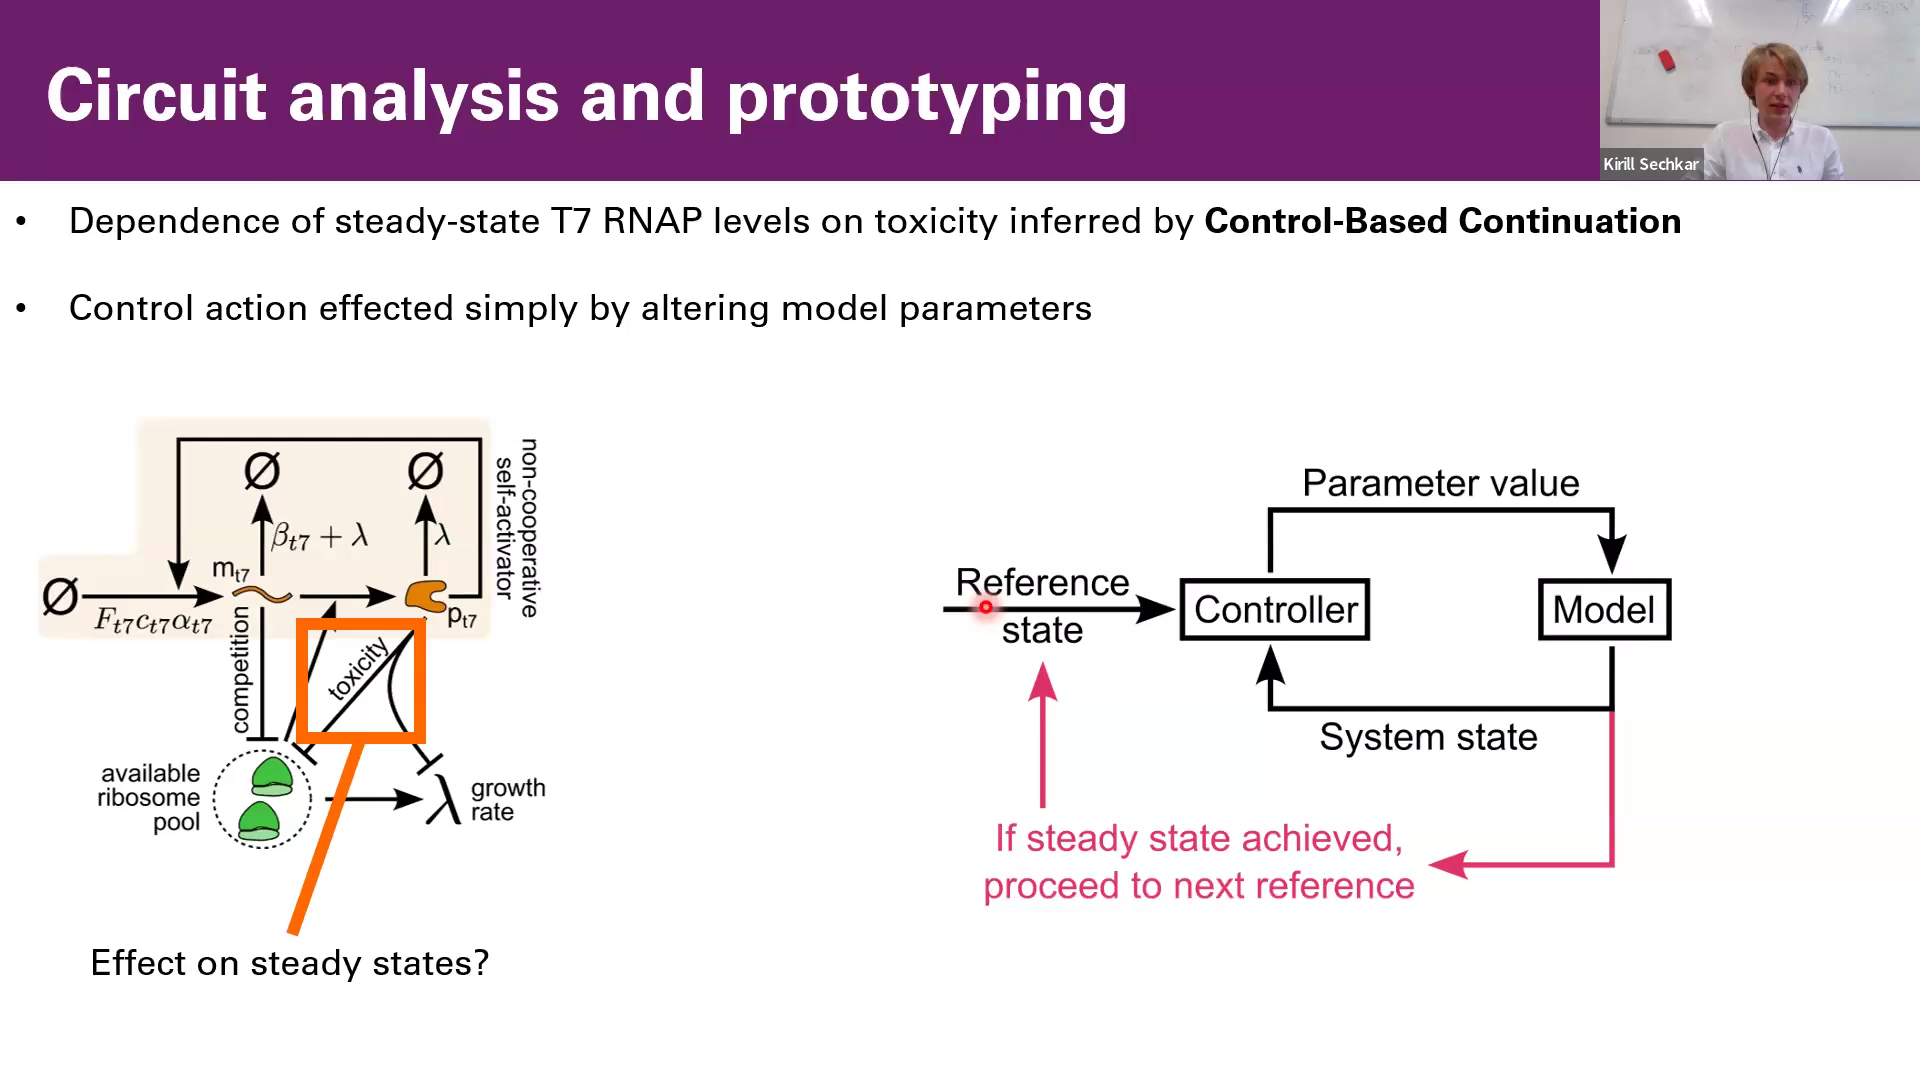 Circuit analysis and prototyping
Kirill Sechkar
• Dependence of steady-state T7 RNAP levels on toxicity inferred by Control-Based Continuation
• Control action effected simply by altering model parameters
non-cooperative
self-activator
Ø
Ø
β_t7 + λ
λ
m_t7
Ø
F_t7 c_t7 α_t7
p_t7
competition
toxicity
available
ribosome
pool
λ
growth
rate
Effect on steady states?
Parameter value
Reference
state
Controller
Model
System state
If steady state achieved,
proceed to next reference